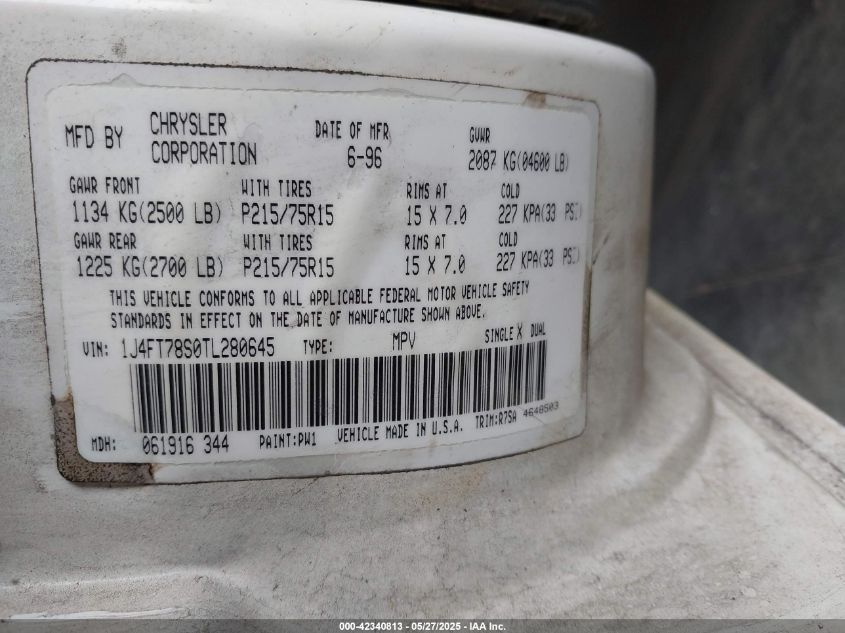 MFD BY CHRYSLER CORPORATION DATE OF MFR 6-96 GVWR 2087 KG(04600 LB)
GAWR FRONT WITH TIRES RIMS AT COLD
1134 KG(2500 LB) P215/75R15 15 X 7.0 227 KPA(33 PSI)
GAWR REAR WITH TIRES RIMS AT COLD
1225 KG(2700 LB) P215/75R15 15 X 7.0 227 KPA(33 PSI)
THIS VEHICLE CONFORMS TO ALL APPLICABLE FEDERAL MOTOR VEHICLE SAFETY
STANDARDS IN EFFECT ON THE DATE OF MANUFACTURE SHOWN ABOVE.
VIN: 1J4FT78S0TL280645 TYPE: MPV SINGLE X DUAL
MDH: 061916 344 PAINT:PW1 VEHICLE MADE IN U.S.A. TRIM:R7SA 4648503
000-42340813 - 05/27/2025 - IAA Inc.